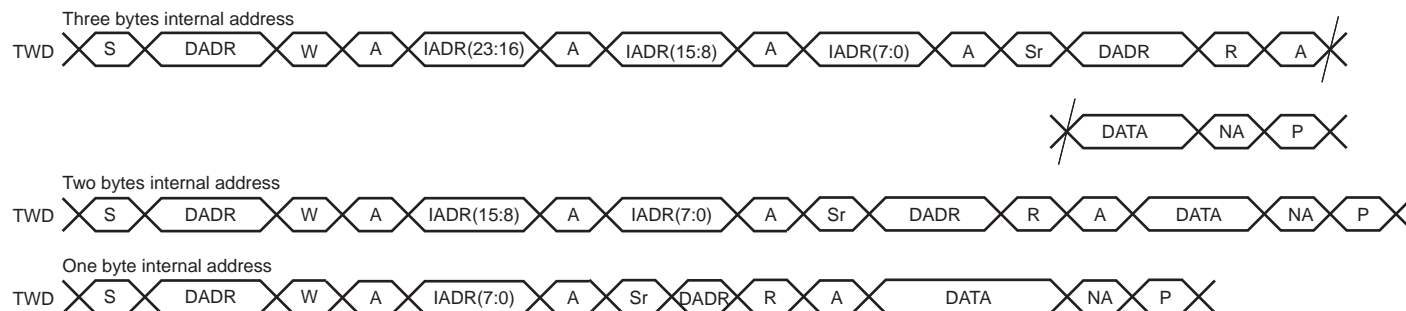 Three bytes internal address
TWD S DADR W A IADR(23:16) A IADR(15:8) A IADR(7:0) A Sr DADR R A
DATA NA P
Two bytes internal address
TWD S DADR W A IADR(15:8) A IADR(7:0) A Sr DADR R A DATA NA P
One byte internal address
TWD S DADR W A IADR(7:0) A Sr DADR R A DATA NA P